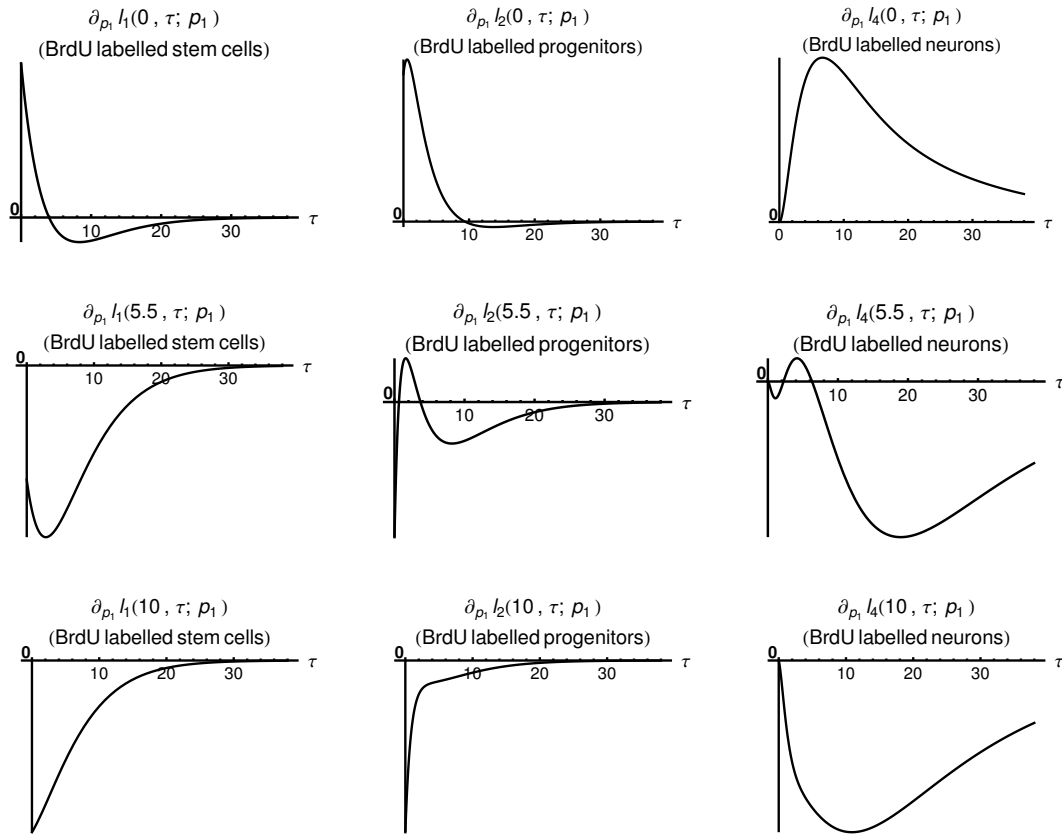 ∂p₁ l₁(0 , τ; p₁ )
(BrdU labelled stem cells)
0
10
20
30
τ
∂p₁ l₂(0 , τ; p₁ )
(BrdU labelled progenitors)
0
10
20
30
τ
∂p₁ l₄(0 , τ; p₁ )
(BrdU labelled neurons)
0
0
10
20
30
τ
∂p₁ l₁(5.5 , τ; p₁ )
(BrdU labelled stem cells)
0
10
20
30
τ
∂p₁ l₂(5.5 , τ; p₁ )
(BrdU labelled progenitors)
0
10
20
30
τ
∂p₁ l₄(5.5 , τ; p₁ )
(BrdU labelled neurons)
0
10
20
30
τ
∂p₁ l₁(10 , τ; p₁ )
(BrdU labelled stem cells)
0
10
20
30
τ
∂p₁ l₂(10 , τ; p₁ )
(BrdU labelled progenitors)
0
10
20
30
τ
∂p₁ l₄(10 , τ; p₁ )
(BrdU labelled neurons)
0
10
20
30
τ